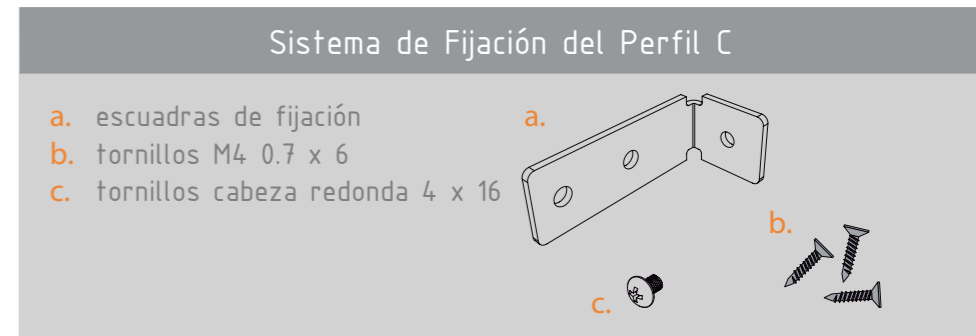 Sistema de Fijación del Perfil C
a. escuadras de fijación
b. tornillos M4 0.7 x 6
c. tornillos cabeza redonda 4 x 16
a.
b.
c.